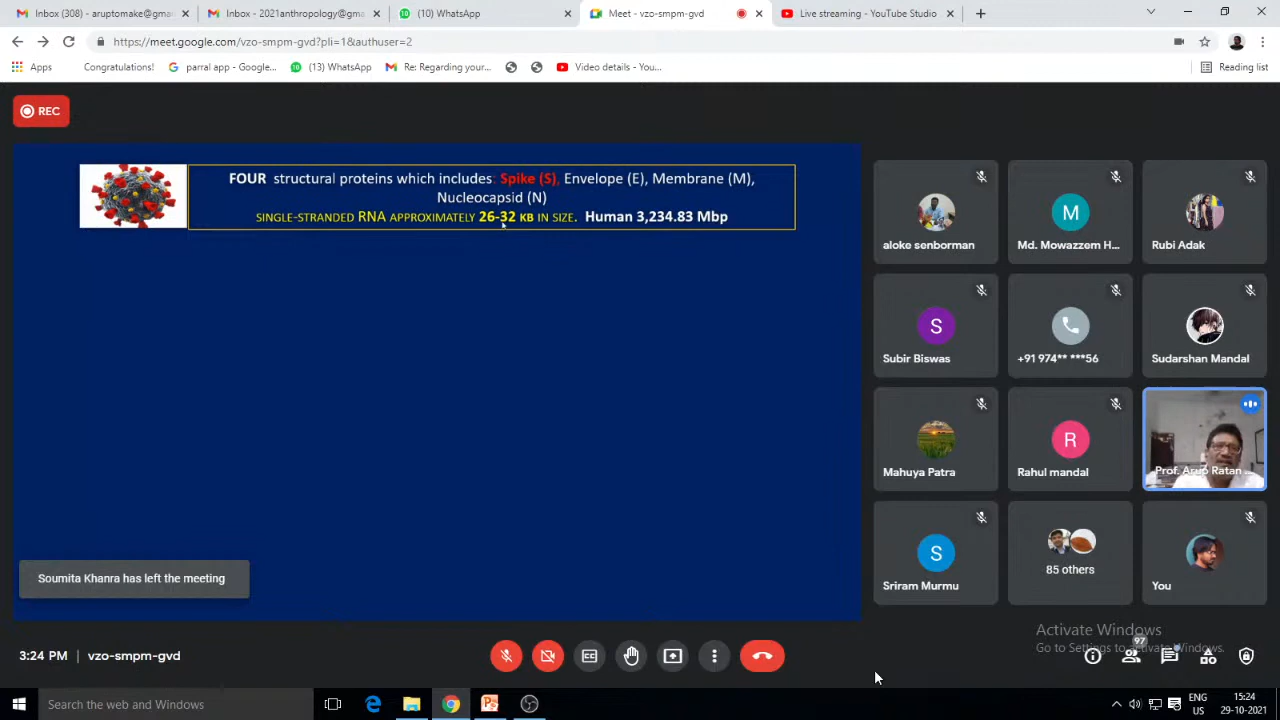 Inbox (308) - aruptomake@gmai
Inbox - 2021anthropology@gmai
(10) WhatsApp
Meet - vzo-smpm-gvd
Live streaming - YouTube Studio
https://meet.google.com/vzo-smpm-gvd?pli=1&authuser=2
Apps
Congratulations!
parral app - Google...
(13) WhatsApp
Re: Regarding your...
Video details - You...
Reading list
REC
FOUR structural proteins which includes Spike (S), Envelope (E), Membrane (M),
Nucleocapsid (N)
SINGLE-STRANDED RNA APPROXIMATELY 26-32 KB IN SIZE. Human 3,234.83 Mbp
aloke senborman
M
Md. Mowazzem H...
Rubi Adak
S
Subir Biswas
+91 974** ***56
Sudarshan Mandal
Mahuya Patra
R
Rahul mandal
Prof. Arup Ratan ...
S
Sriram Murmu
85 others
You
Soumita Khanra has left the meeting
3:24 PM | vzo-smpm-gvd
97
Activate Windows
Go to Settings to activate Windows.
Search the web and Windows
ENG
US
15:24
29-10-2021